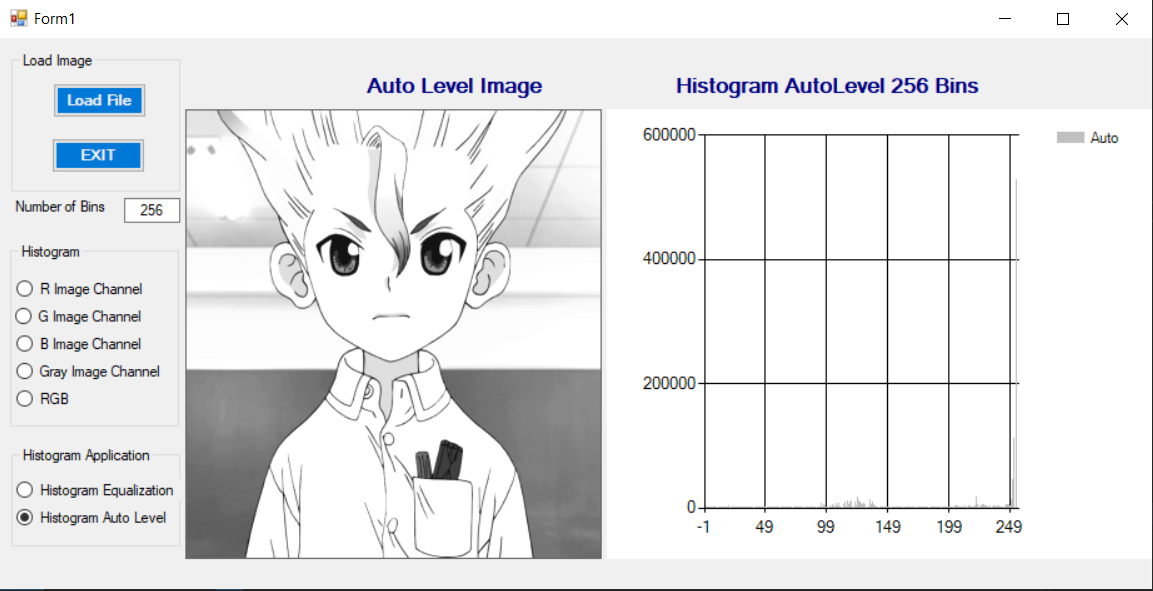 Form1
Load Image
Load File
EXIT
Number of Bins 256
Histogram
R Image Channel
G Image Channel
B Image Channel
Gray Image Channel
RGB
Histogram Application
Histogram Equalization
Histogram Auto Level
Auto Level Image
Histogram AutoLevel 256 Bins
600000
400000
200000
0
-1 49 99 149 199 249
Auto